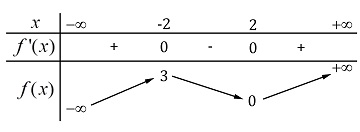 x −∞ -2 2 +∞
f'(x) + 0 - 0 +
+∞
3
f(x)
0
−∞